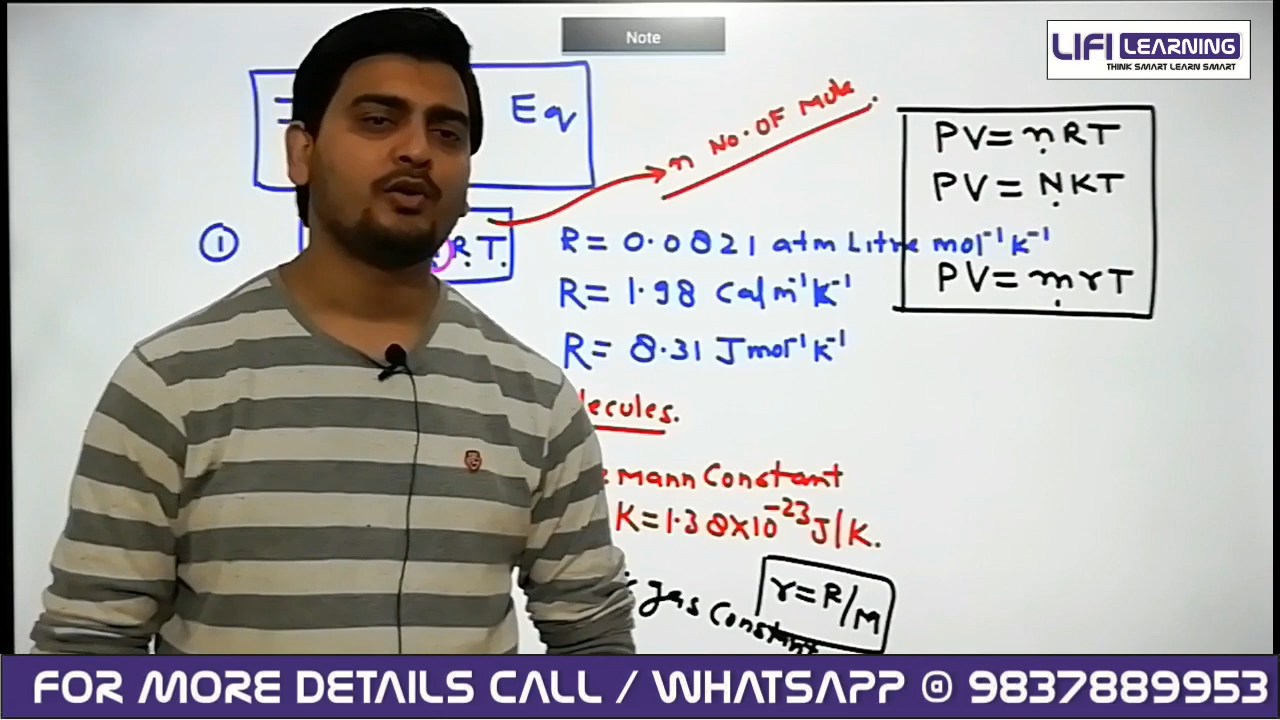 Note
LIFI LEARNING
THINK SMART LEARN SMART
Eq
n No. OF Mole.
PV = nRT
PV = NKT
PV = mrT
①
RT.
R = 0.0821 atm Litre mol⁻¹ K⁻¹
R = 1.98 Cal m⁻¹ K⁻¹
R = 8.31 J mol⁻¹ K⁻¹
lecules.
mann Constant
K = 1.38 × 10⁻²³ J/K.
gas Constant
r = R/M
FOR MORE DETAILS CALL / WHATSAPP @ 9837889953